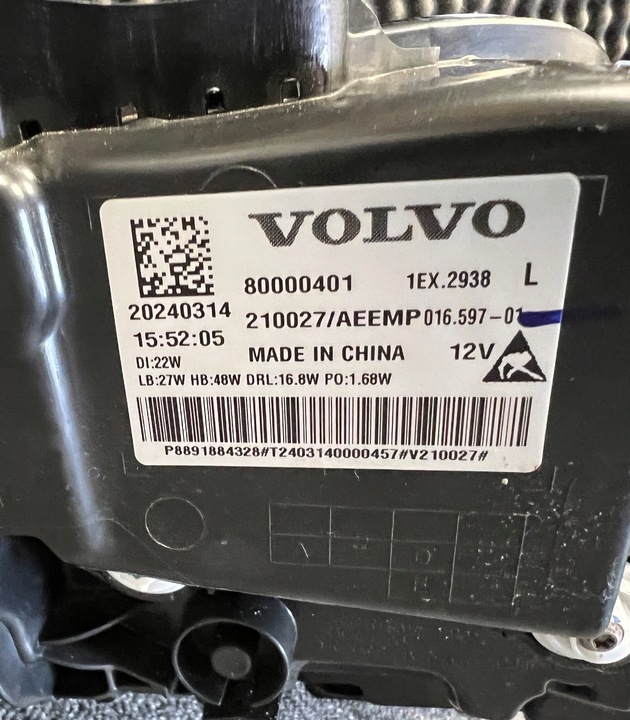 VOLVO
80000401 1EX.2938 L
20240314
210027/AEEMP 016.597-01
15:52:05
MADE IN CHINA 12V
DI:22W
LB:27W HB:48W DRL:16.8W PO:1.68W
P8891884328#T2403140000457#V210027#